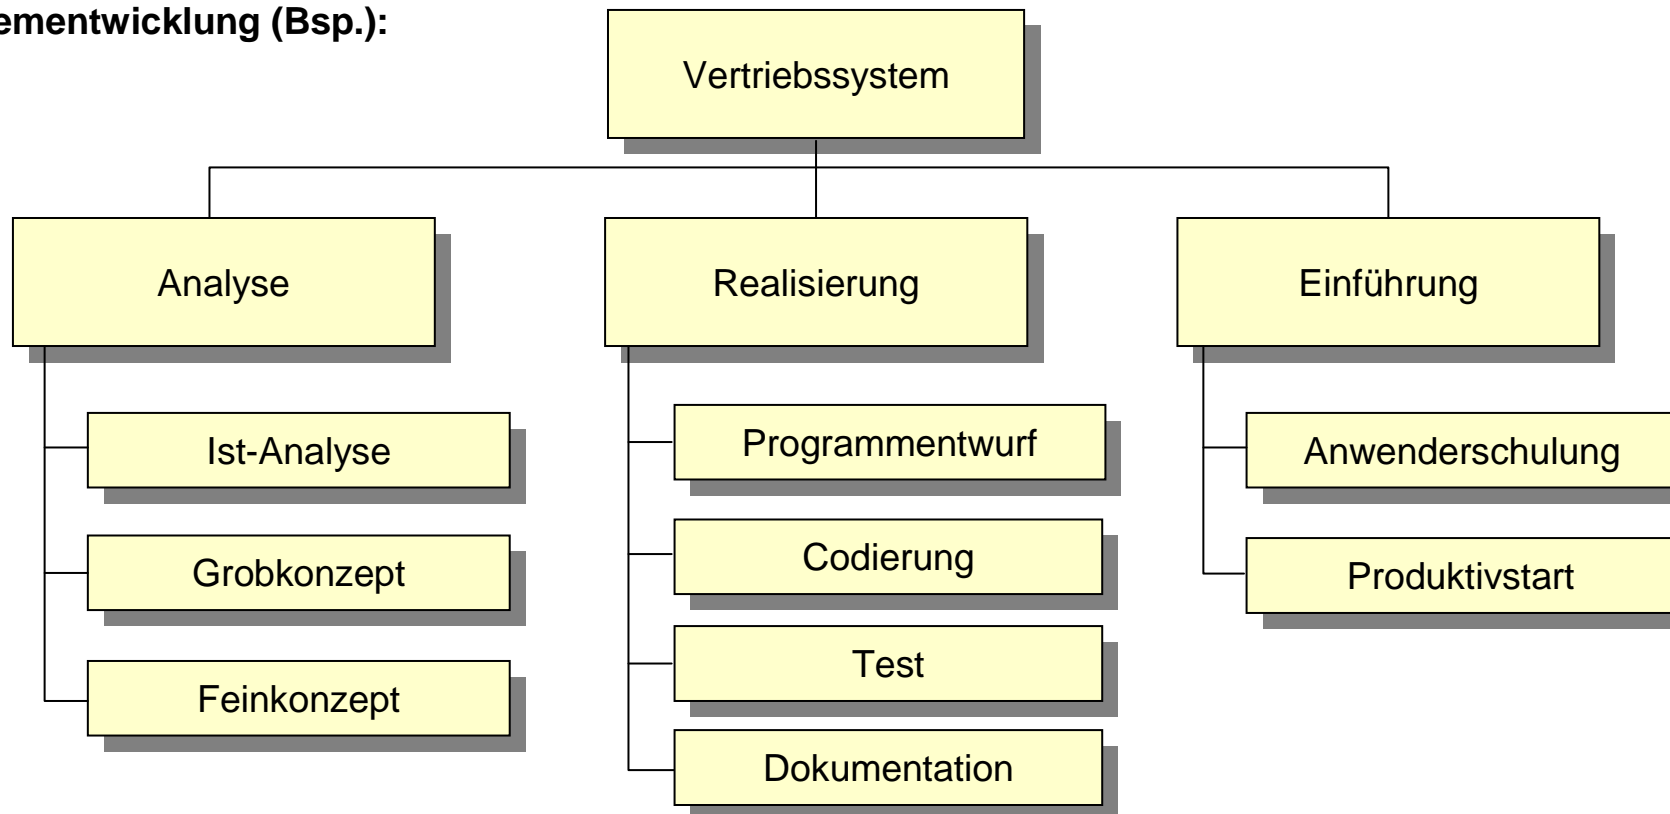 ementwicklung (Bsp.):
Vertriebssystem
Analyse
Realisierung
Einführung
Ist-Analyse
Grobkonzept
Feinkonzept
Programmentwurf
Codierung
Test
Dokumentation
Anwenderschulung
Produktivstart